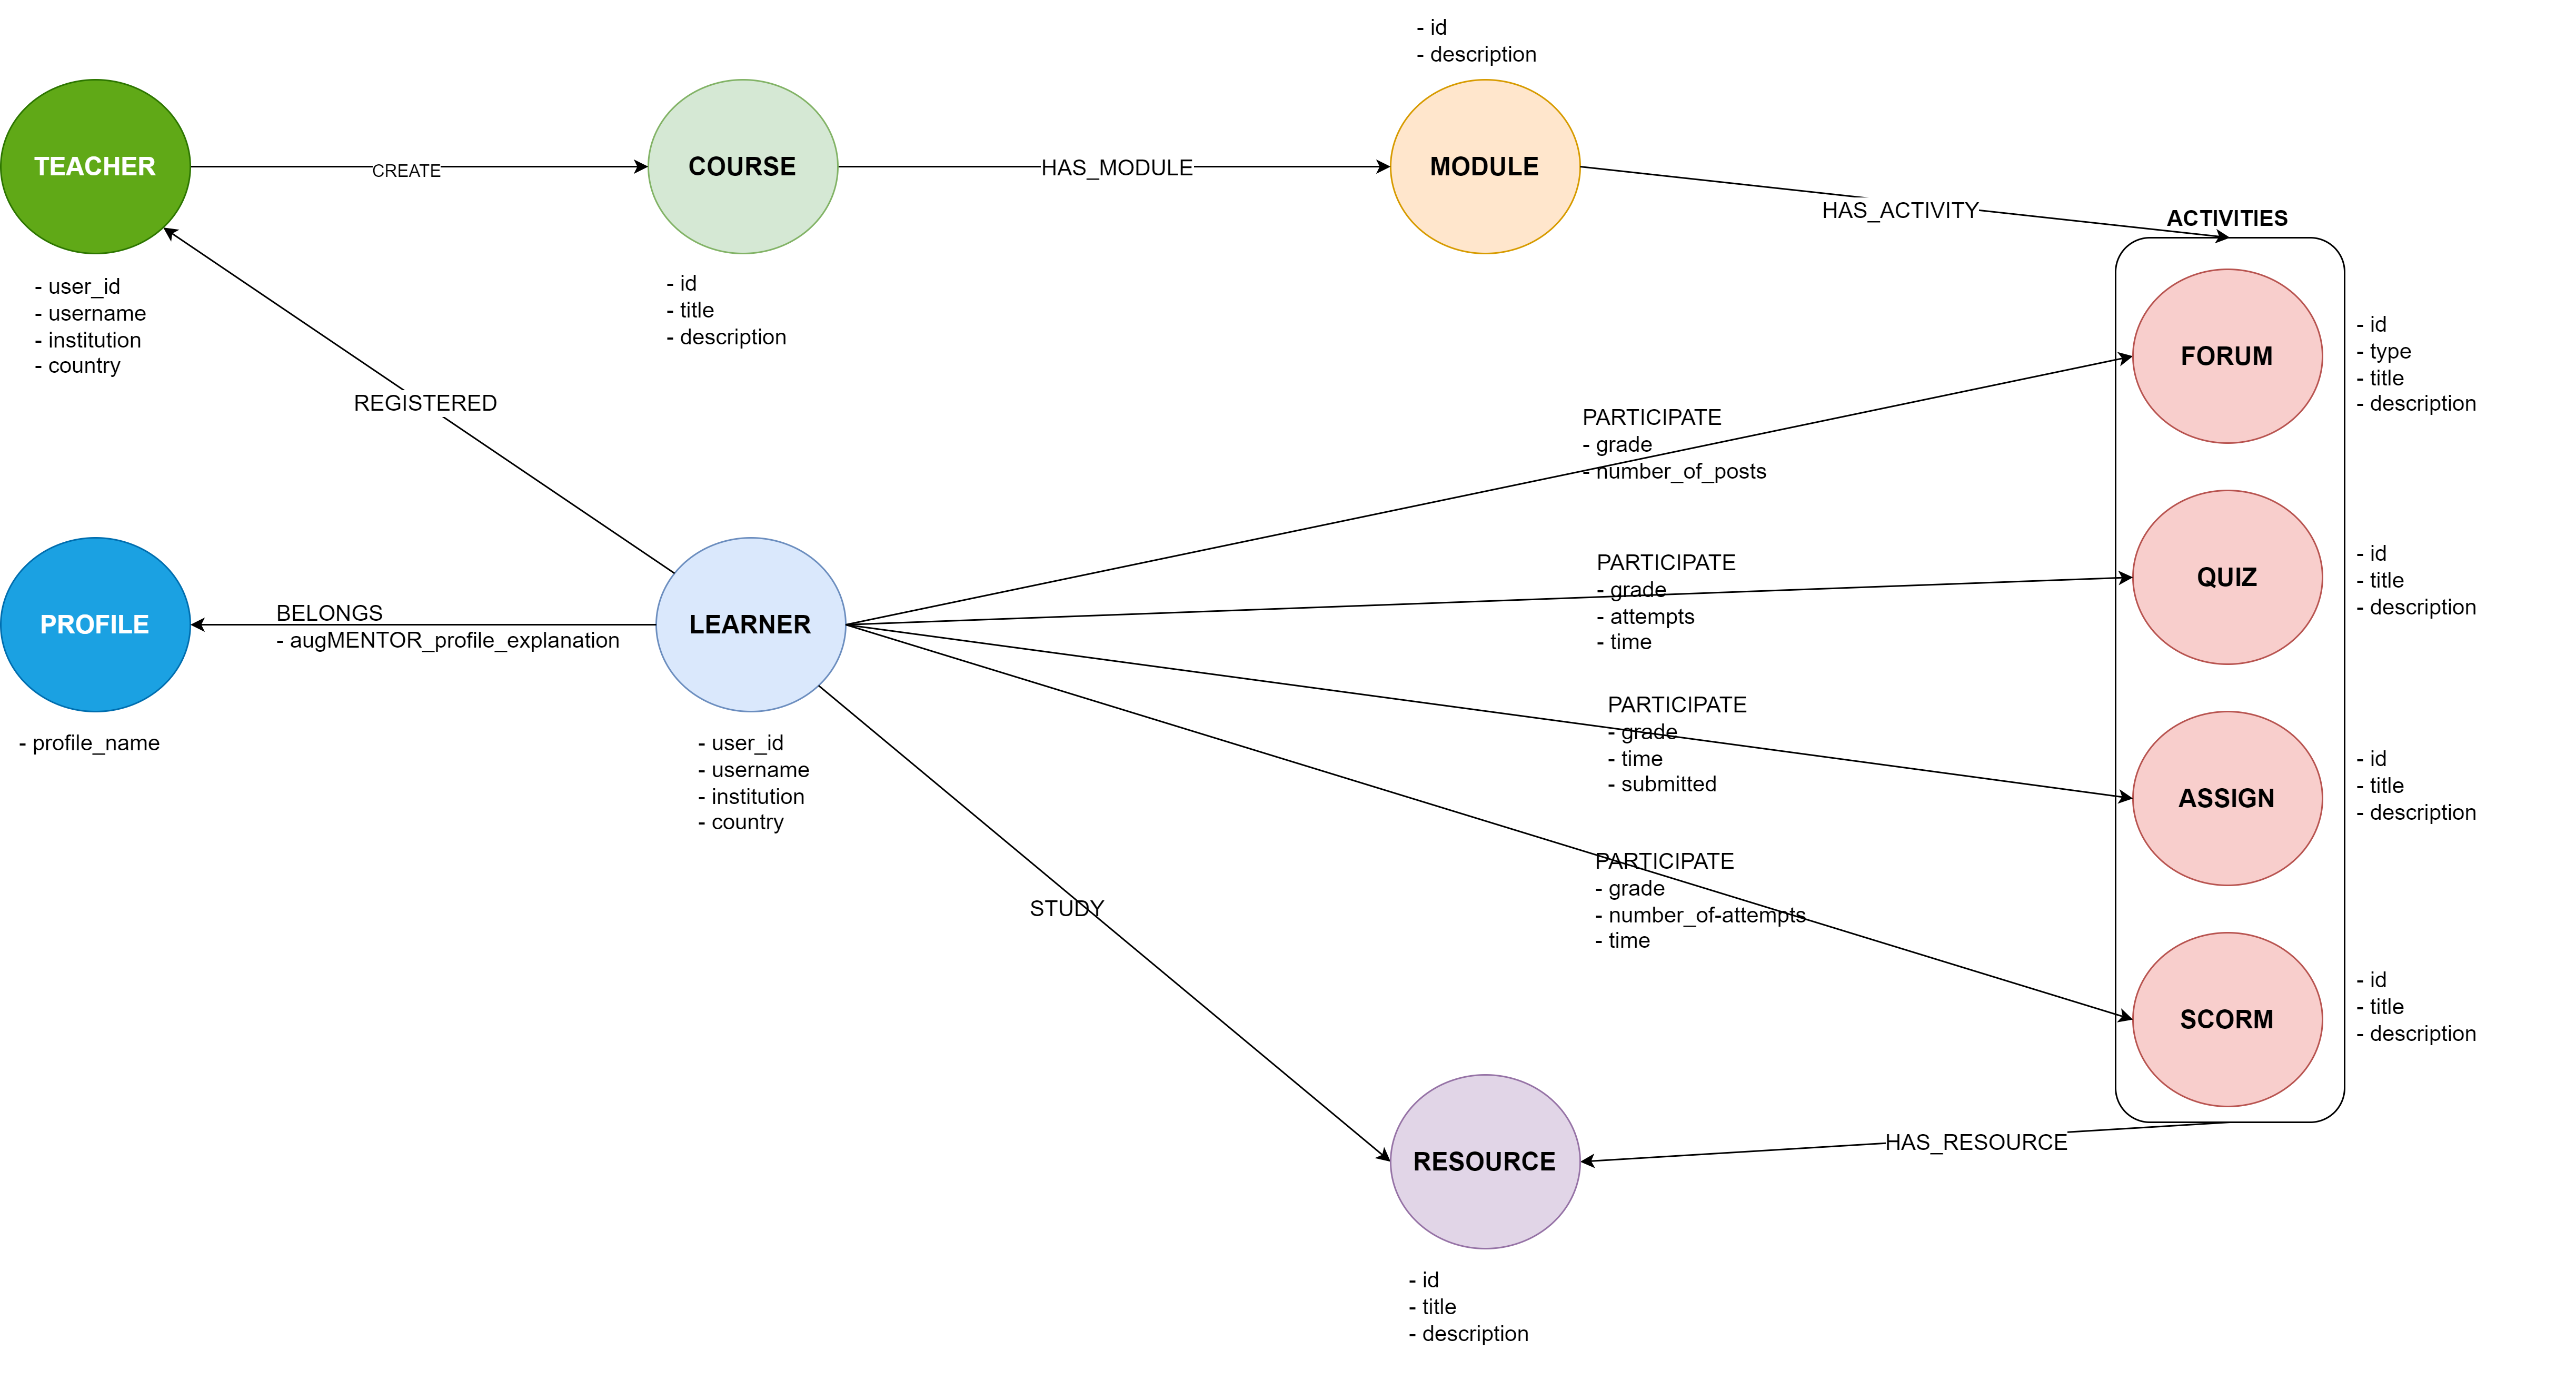 - id
- description
TEACHER
CREATE
COURSE
HAS_MODULE
MODULE
HAS_ACTIVITY
ACTIVITIES
- user_id
- username
- institution
- country
- id
- title
- description
FORUM
- id
- type
- title
- description
REGISTERED
PARTICIPATE
- grade
- number_of_posts
PROFILE
- profile_name
BELONGS
- augMENTOR_profile_explanation
LEARNER
- user_id
- username
- institution
- country
PARTICIPATE
- grade
- attempts
- time
QUIZ
- id
- title
- description
PARTICIPATE
- grade
- time
- submitted
ASSIGN
- id
- title
- description
PARTICIPATE
- grade
- number_of-attempts
- time
STUDY
SCORM
- id
- title
- description
HAS_RESOURCE
RESOURCE
- id
- title
- description